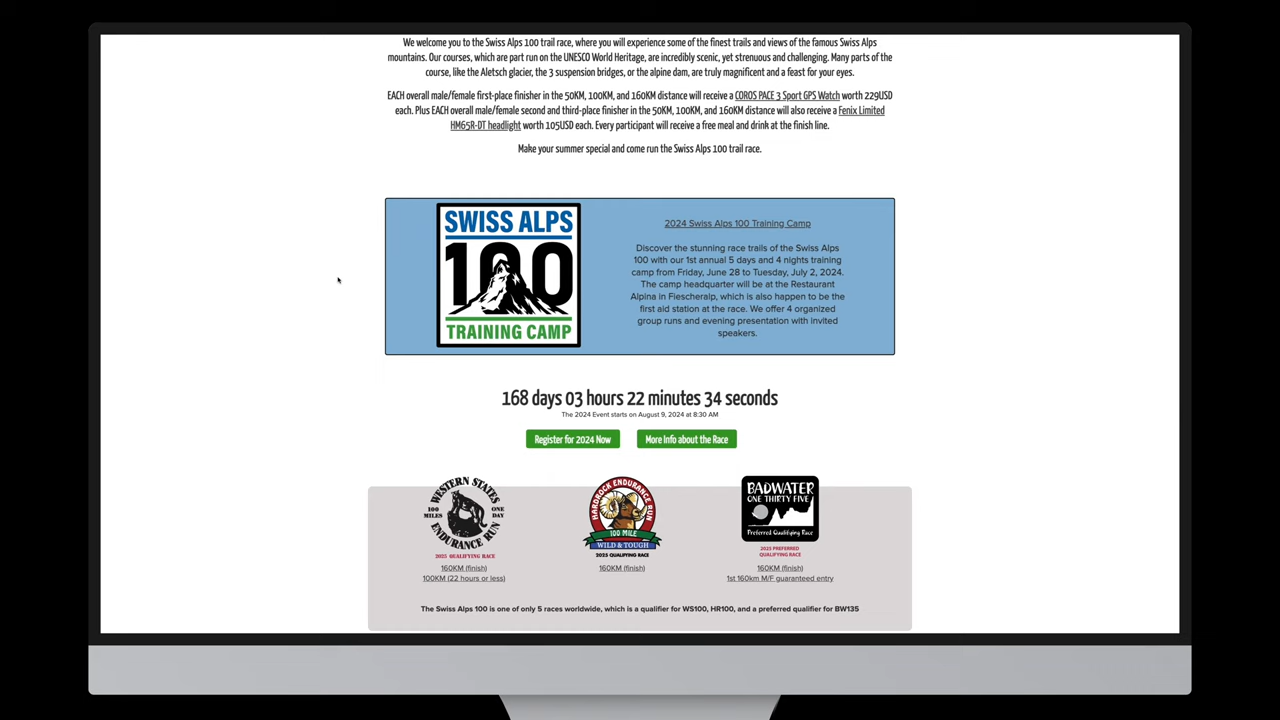 We welcome you to the Swiss Alps 100 trail race, where you will experience some of the finest trails and views of the famous Swiss Alps
mountains. Our courses, which are part run on the UNESCO World Heritage, are incredibly scenic, yet strenuous and challenging. Many parts of the
course, like the Aletsch glacier, the 3 suspension bridges, or the alpine dam, are truly magnificent and a feast for your eyes.
EACH overall male/female first-place finisher in the 50KM, 100KM, and 160KM distance will receive a COROS PACE 3 Sport GPS Watch worth 229USD
each. Plus EACH overall male/female second and third-place finisher in the 50KM, 100KM, and 160KM distance will also receive a Fenix Limited
HM65R-DT headlight worth 105USD each. Every participant will receive a free meal and drink at the finish line.
Make your summer special and come run the Swiss Alps 100 trail race.
SWISS ALPS
100
TRAINING CAMP
2024 Swiss Alps 100 Training Camp
Discover the stunning race trails of the Swiss Alps
100 with our 1st annual 5 days and 4 nights training
camp from Friday, June 28 to Tuesday, July 2, 2024.
The camp headquarter will be at the Restaurant
Alpina in Fiescheralp, which is also happen to be the
first aid station at the race. We offer 4 organized
group runs and evening presentation with invited
speakers.
168 days 03 hours 22 minutes 34 seconds
The 2024 Event starts on August 9, 2024 at 8:30 AM
Register for 2024 Now
More Info about the Race
WESTERN STATES
100 MILES
ONE DAY
ENDURANCE RUN
2025 QUALIFYING RACE
160KM (finish)
100KM (22 hours or less)
HARDROCK ENDURANCE RUN
100 MILE
WILD & TOUGH
2025 QUALIFYING RACE
160KM (finish)
BADWATER
ONE THIRTY FIVE
Preferred Qualifying Race
2025 PREFERRED
QUALIFYING RACE
160KM (finish)
1st 160km M/F guaranteed entry
The Swiss Alps 100 is one of only 5 races worldwide, which is a qualifier for WS100, HR100, and a preferred qualifier for BW135